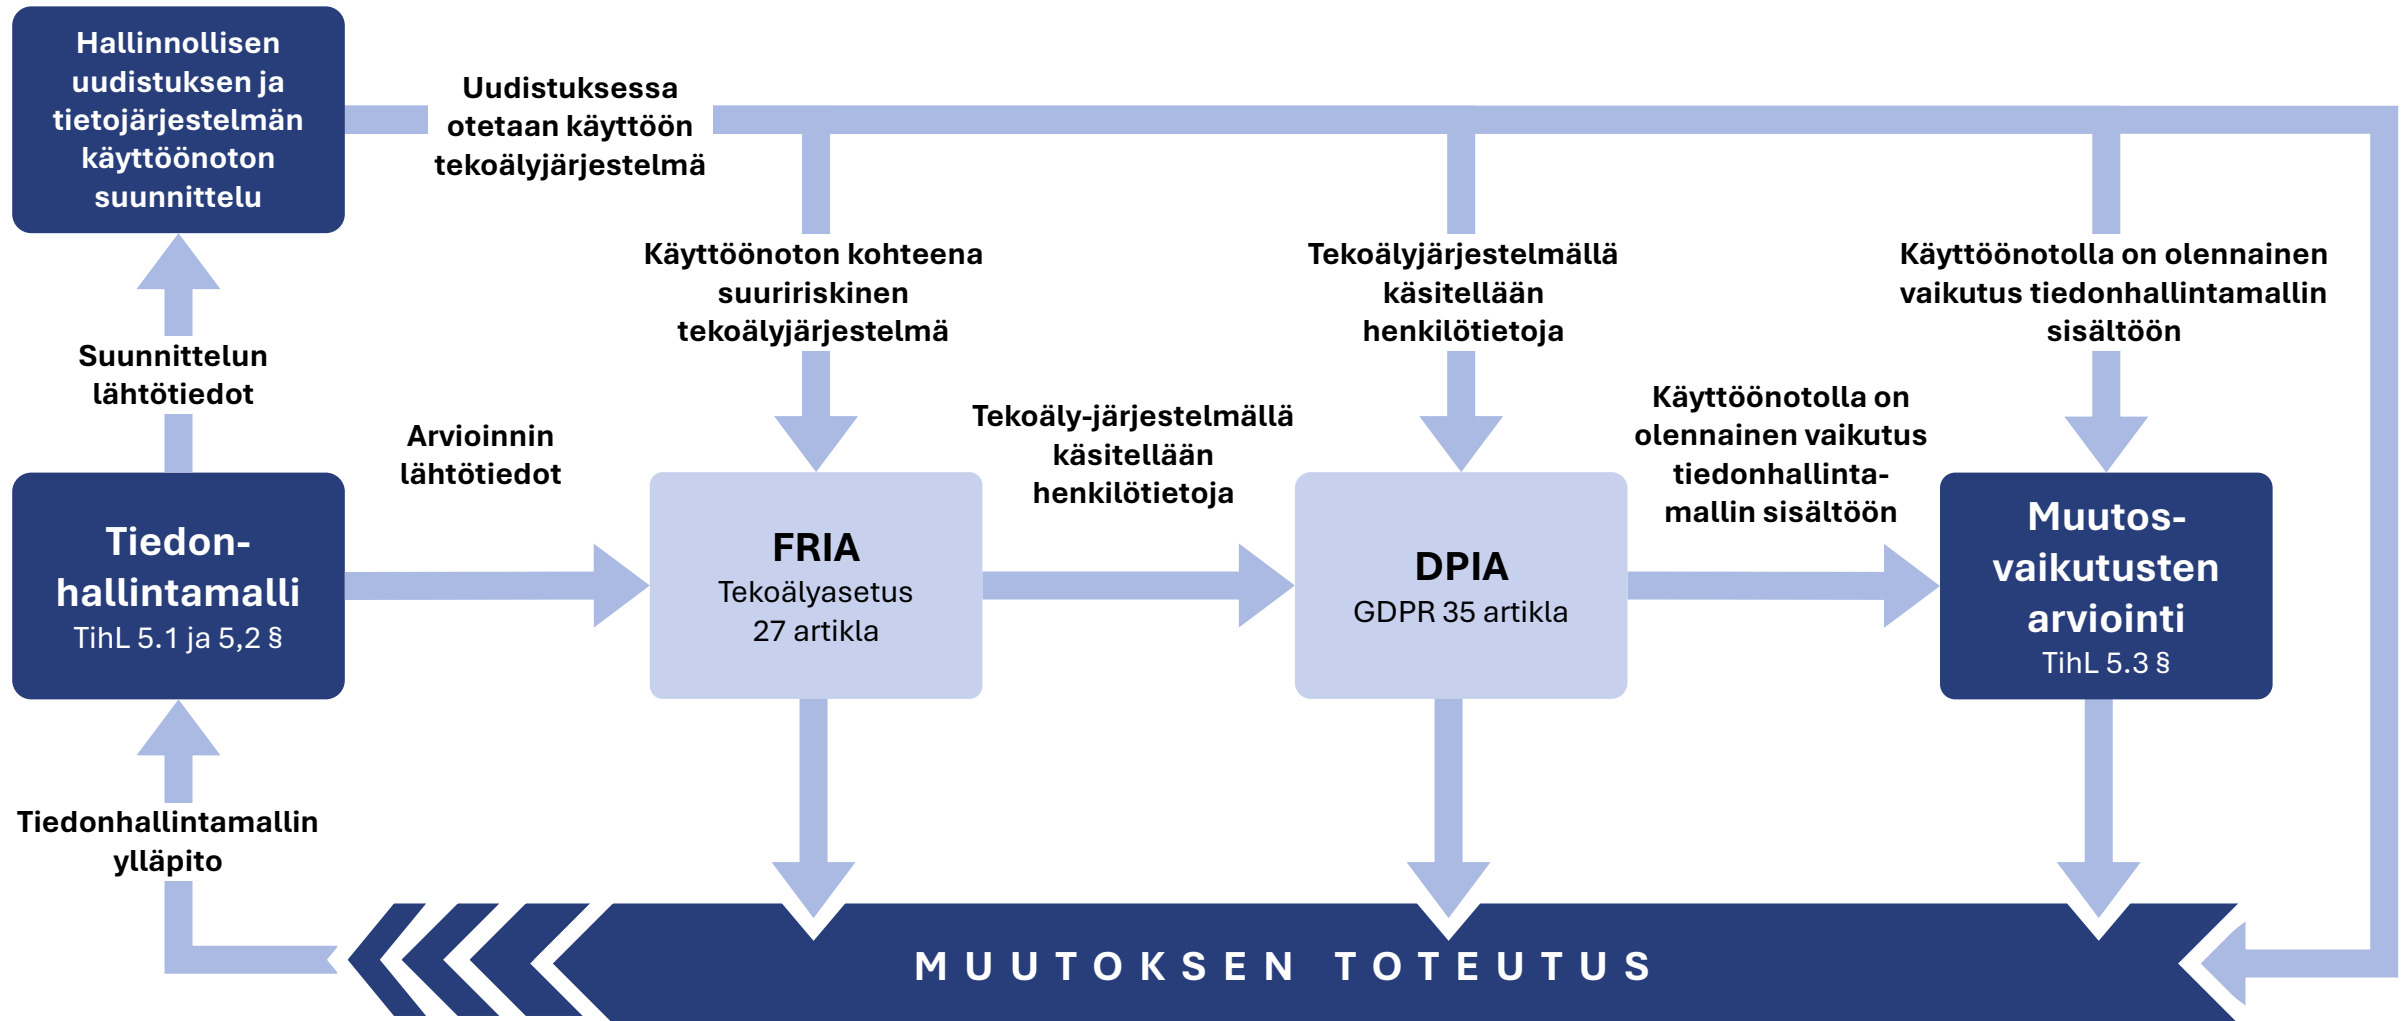 Hallinnollisen
uudistuksen ja
tietojärjestelmän
käyttöönoton
suunnittelu
Uudistuksessa
otetaan käyttöön
tekoälyjärjestelmä
Käyttöönoton kohteena
suuririskinen
tekoälyjärjestelmä
Tekoälyjärjestelmällä
käsitellään
henkilötietoja
Käyttöönotolla on olennainen
vaikutus tiedonhallintamallin
sisältöön
Suunnittelun
lähtötiedot
Arvioinnin
lähtötiedot
Tekoäly-järjestelmällä
käsitellään
henkilötietoja
Käyttöönotolla on
olennainen vaikutus
tiedonhallinta-
mallin sisältöön
Tiedon-
hallintamalli
TihL 5.1 ja 5,2 §
FRIA
Tekoälyasetus
27 artikla
DPIA
GDPR 35 artikla
Muutos-
vaikutusten
arviointi
TihL 5.3 §
Tiedonhallintamallin
ylläpito
MUUTOKSEN TOTEUTUS